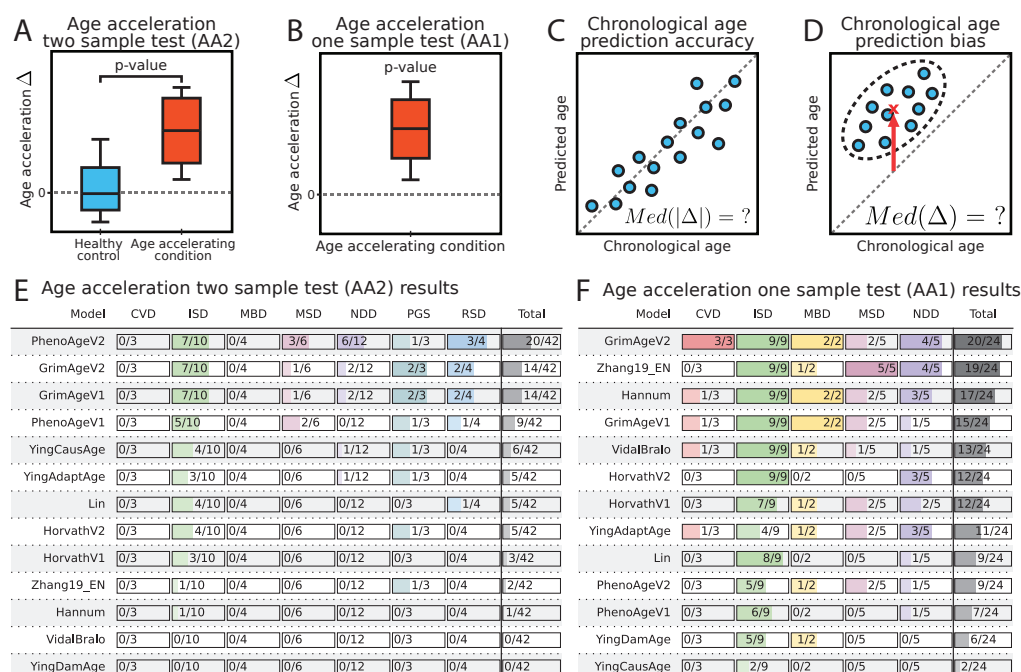 A Age acceleration two sample test (AA2)
p-value
Age acceleration Δ
0
Healthy control
Age accelerating condition
B Age acceleration one sample test (AA1)
p-value
Age acceleration Δ
0
Age accelerating condition
C Chronological age prediction accuracy
Predicted age
Med(|Δ|) = ?
Chronological age
D Chronological age prediction bias
Predicted age
x
Med(Δ) = ?
Chronological age
E Age acceleration two sample test (AA2) results
Model CVD ISD MBD MSD NDD PGS RSD Total
PhenoAgeV2 0/3 7/10 0/4 3/6 6/12 1/3 3/4 20/42
GrimAgeV2 0/3 7/10 0/4 1/6 2/12 2/3 2/4 14/42
GrimAgeV1 0/3 7/10 0/4 1/6 2/12 2/3 2/4 14/42
PhenoAgeV1 0/3 5/10 0/4 2/6 0/12 1/3 1/4 9/42
YingCausAge 0/3 4/10 0/4 0/6 1/12 1/3 0/4 6/42
YingAdaptAge 0/3 3/10 0/4 0/6 1/12 1/3 0/4 5/42
Lin 0/3 4/10 0/4 0/6 0/12 0/3 1/4 5/42
HorvathV2 0/3 4/10 0/4 0/6 0/12 1/3 0/4 5/42
HorvathV1 0/3 3/10 0/4 0/6 0/12 0/3 0/4 3/42
Zhang19_EN 0/3 1/10 0/4 0/6 0/12 1/3 0/4 2/42
Hannum 0/3 1/10 0/4 0/6 0/12 0/3 0/4 1/42
VidalBralo 0/3 0/10 0/4 0/6 0/12 0/3 0/4 0/42
YingDamAge 0/3 0/10 0/4 0/6 0/12 0/3 0/4 0/42
F Age acceleration one sample test (AA1) results
Model CVD ISD MBD MSD NDD Total
GrimAgeV2 3/3 9/9 2/2 2/5 4/5 20/24
Zhang19_EN 0/3 9/9 1/2 5/5 4/5 19/24
Hannum 1/3 9/9 2/2 2/5 3/5 17/24
GrimAgeV1 1/3 9/9 2/2 2/5 1/5 15/24
VidalBralo 1/3 9/9 1/2 1/5 1/5 13/24
HorvathV2 0/3 9/9 0/2 0/5 3/5 12/24
HorvathV1 0/3 7/9 1/2 2/5 2/5 12/24
YingAdaptAge 1/3 4/9 1/2 2/5 3/5 11/24
Lin 0/3 8/9 0/2 0/5 1/5 9/24
PhenoAgeV2 0/3 5/9 1/2 2/5 1/5 9/24
PhenoAgeV1 0/3 6/9 0/2 0/5 1/5 7/24
YingDamAge 0/3 5/9 1/2 0/5 0/5 6/24
YingCausAge 0/3 2/9 0/2 0/5 0/5 2/24